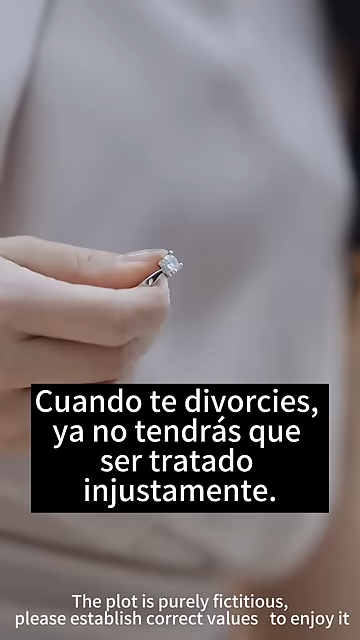 Cuando te divorcies,
ya no tendrás que
ser tratado
injustamente.
The plot is purely fictitious,
please establish correct values to enjoy it